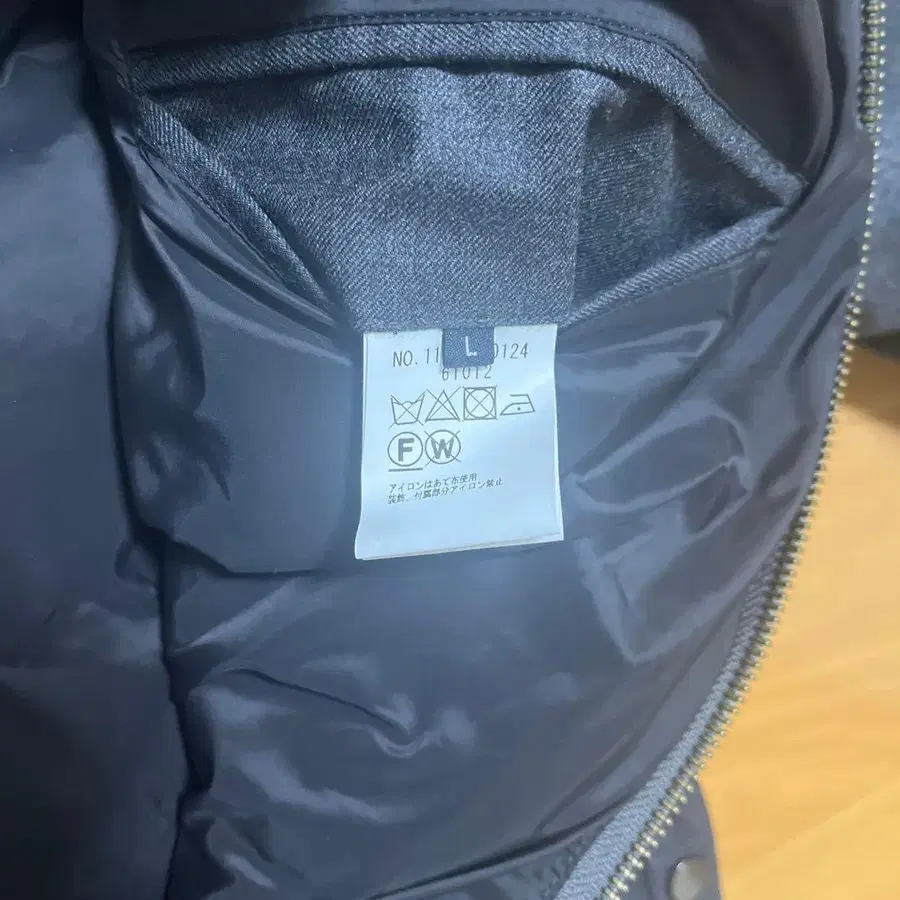 L
NO. 11 0124
61012
F W
アイロンはあて布使用
装飾、付属部分アイロン禁止